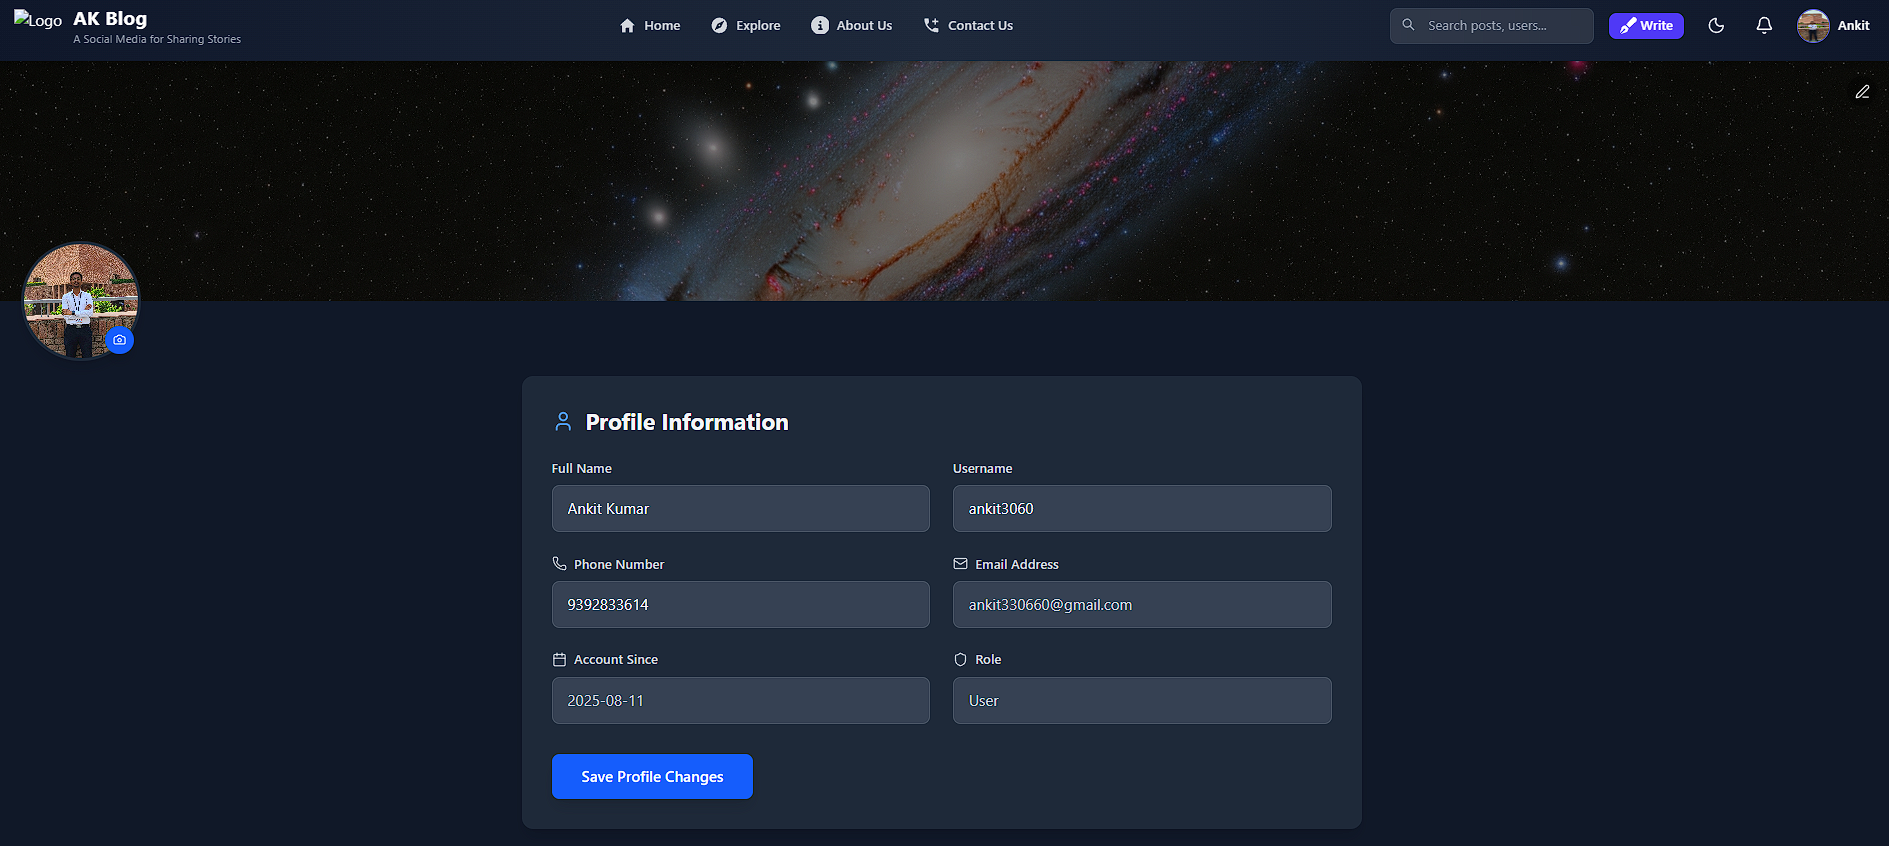 Logo
AK Blog
A Social Media for Sharing Stories
Home
Explore
About Us
Contact Us
Search posts, users...
Write
Ankit
Profile Information
Full Name
Username
Ankit Kumar
ankit3060
Phone Number
Email Address
9392833614
ankit330660@gmail.com
Account Since
Role
2025-08-11
User
Save Profile Changes